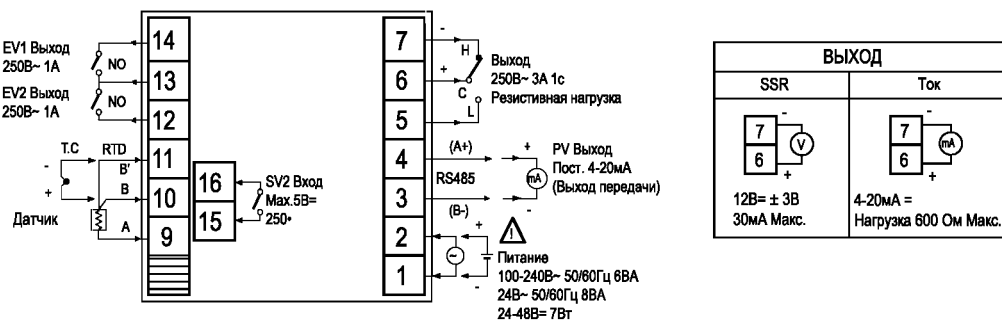 EV1 Выход
250В~ 1А
NO
EV2 Выход
250В~ 1А
NO
14
13
12
T.C
RTD
-
+
B'
B
A
Датчик
11
10
9
16
15
SV2 Вход
Max.5В=
250•
7
6
5
4
3
2
1
-
H
+
C
L
Выход
250В~ 3А 1с
Резистивная нагрузка
(A+)
RS485
(B-)
+
mA
-
PV Выход
Пост. 4-20мА
(Выход передачи)
~
+
-
!
Питание
100-240В~ 50/60Гц 6ВА
24В~ 50/60Гц 8ВА
24-48В= 7Вт
ВЫХОД
SSR
Ток
7
6
-
V
+
7
6
-
mA
+
12В= ± 3В
30мА Макс.
4-20мА =
Нагрузка 600 Ом Макс.